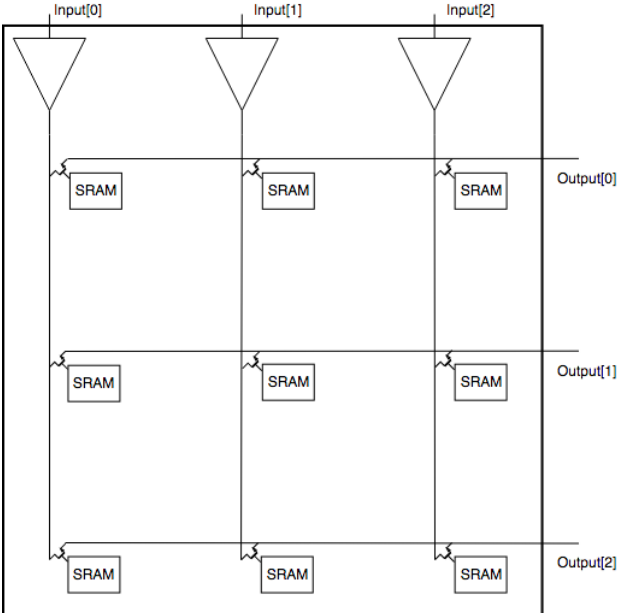 Input[0] Input[1] Input[2]
SRAM SRAM SRAM Output[0]
SRAM SRAM SRAM Output[1]
SRAM SRAM SRAM Output[2]